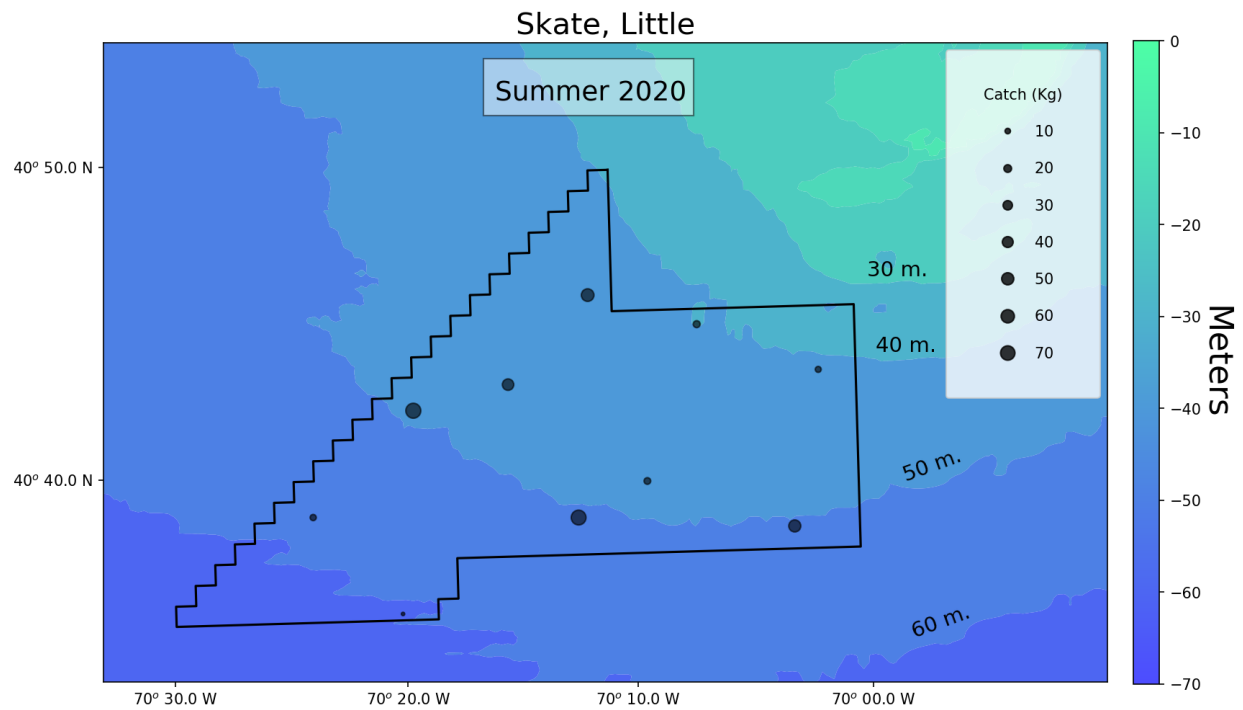 Skate, Little
Summer 2020
Catch (Kg)
10
20
30
40
50
60
70
30 m.
40 m.
50 m.
60 m.
40° 50.0 N
40° 40.0 N
70° 30.0 W
70° 20.0 W
70° 10.0 W
70° 00.0 W
0
−10
−20
−30
−40
−50
−60
−70
Meters